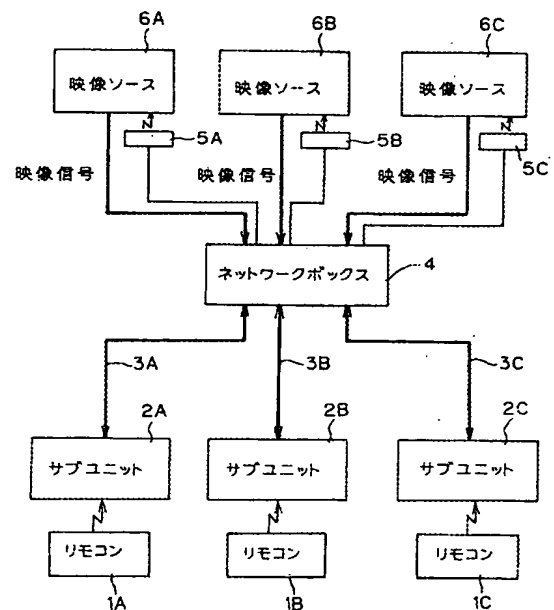 6A
6B
6C
映像ソース
映像ソース
映像ソース
5A
5B
5C
映像信号
映像信号
映像信号
ネットワークボックス
4
3A
3B
3C
2A
2B
2C
サブユニット
サブユニット
サブユニット
リモコン
リモコン
リモコン
1A
1B
1C